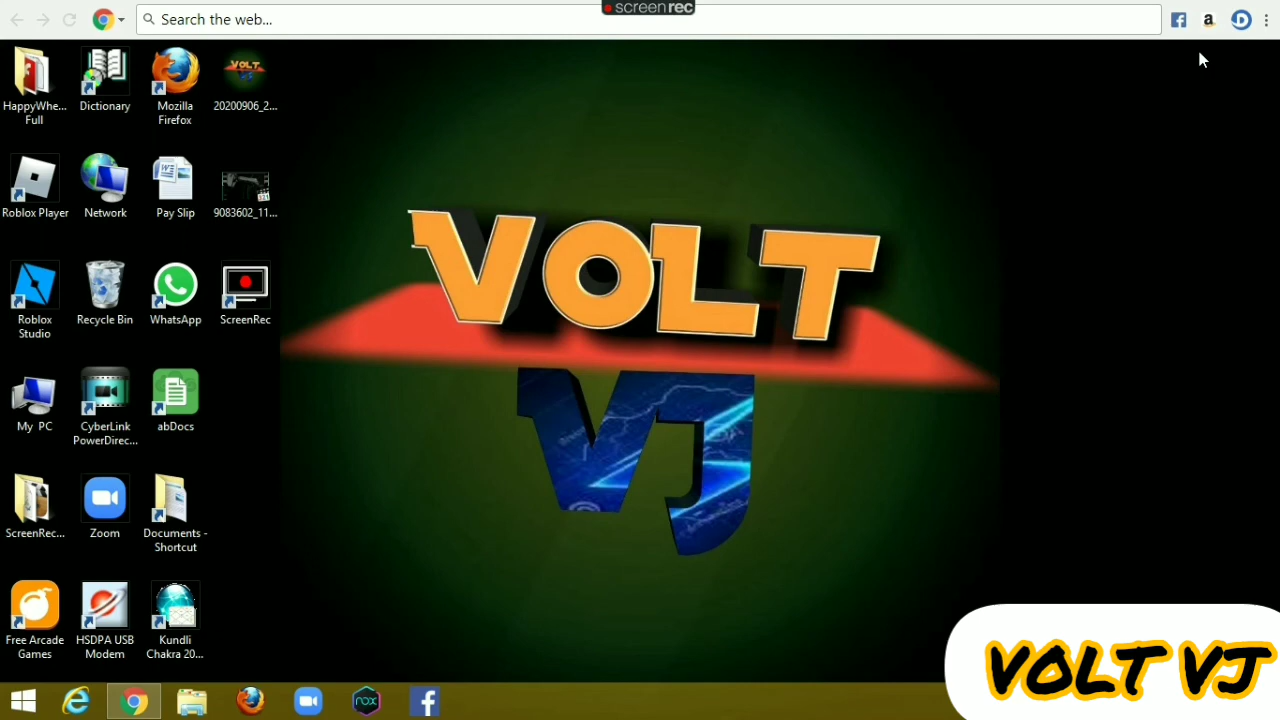 screenrec
Search the web...
a
HappyWhe...
Full
Dictionary
Mozilla
Firefox
VOLT
20200906_2...
Roblox Player
Network
Pay Slip
9083602_11...
Roblox
Studio
Recycle Bin
WhatsApp
ScreenRec
My PC
CyberLink
PowerDirec...
abDocs
ScreenRec...
Zoom
Documents -
Shortcut
Free Arcade
Games
HSDPA USB
Modem
Kundli
Chakra 20...
VOLT
VJ
nox
VOLT VJ